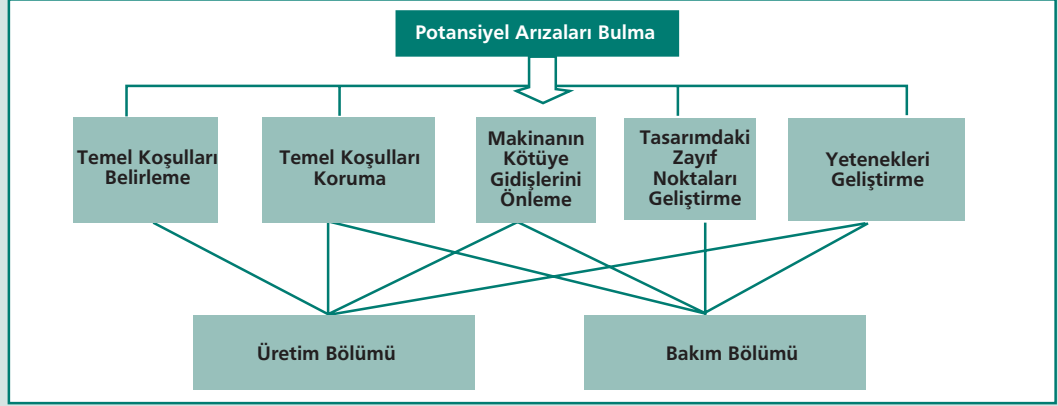 Potansiyel Arızaları Bulma
Temel Koşulları
Belirleme
Temel Koşulları
Koruma
Makinanın
Kötüye
Gidişlerini
Önleme
Tasarımdaki
Zayıf
Noktaları
Geliştirme
Yetenekleri
Geliştirme
Üretim Bölümü
Bakım Bölümü